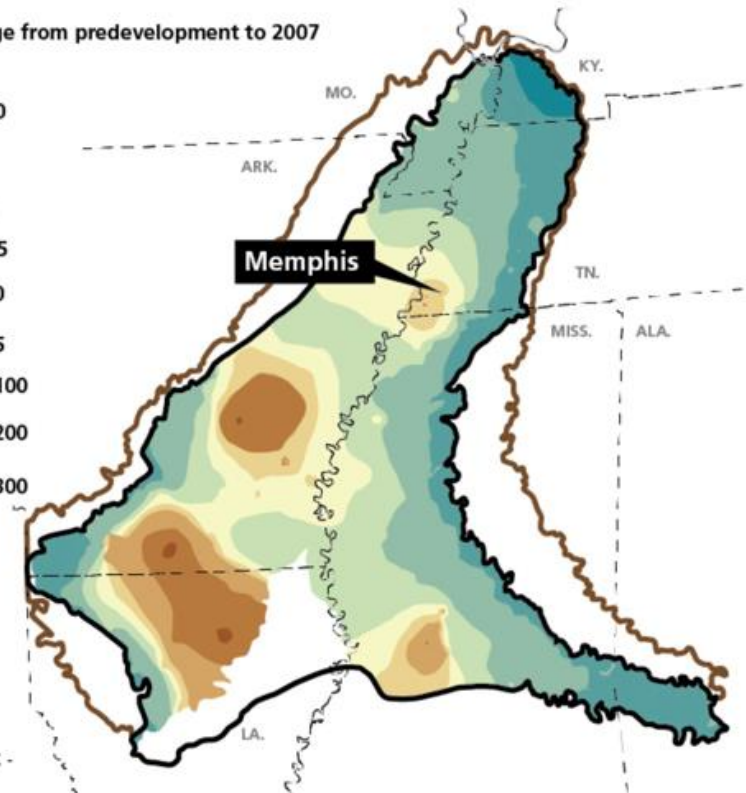 ge from predevelopment to 2007
KY.
MO.
0
ARK.
5
Memphis
TN.
0
MISS. ALA.
5
100
200
300
LA.